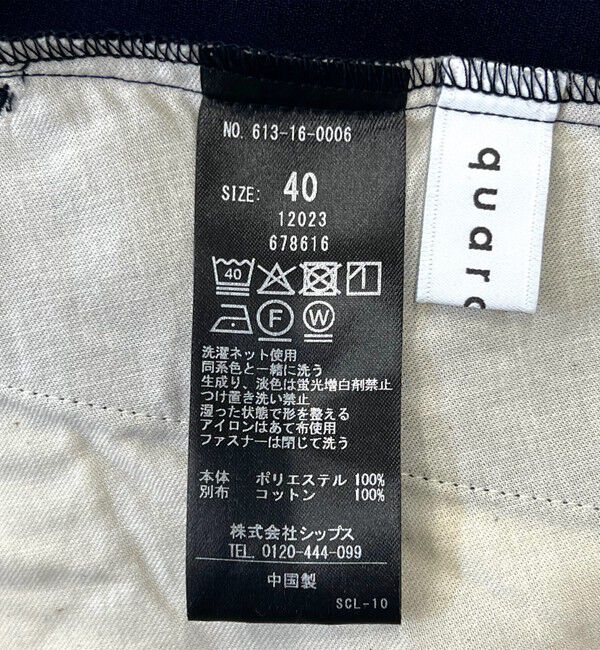 NO. 613-16-0006
SIZE: 40
12023
678616
40
F
W
洗濯ネット使用
同系色と一緒に洗う
生成り、淡色は蛍光増白剤禁止
つけ置き洗い禁止
湿った状態で形を整える
アイロンはあて布使用
ファスナーは閉じて洗う
本体 ポリエステル 100%
別布 コットン 100%
株式会社シップス
TEL. 0120-444-099
中国製
SCL-10
quar